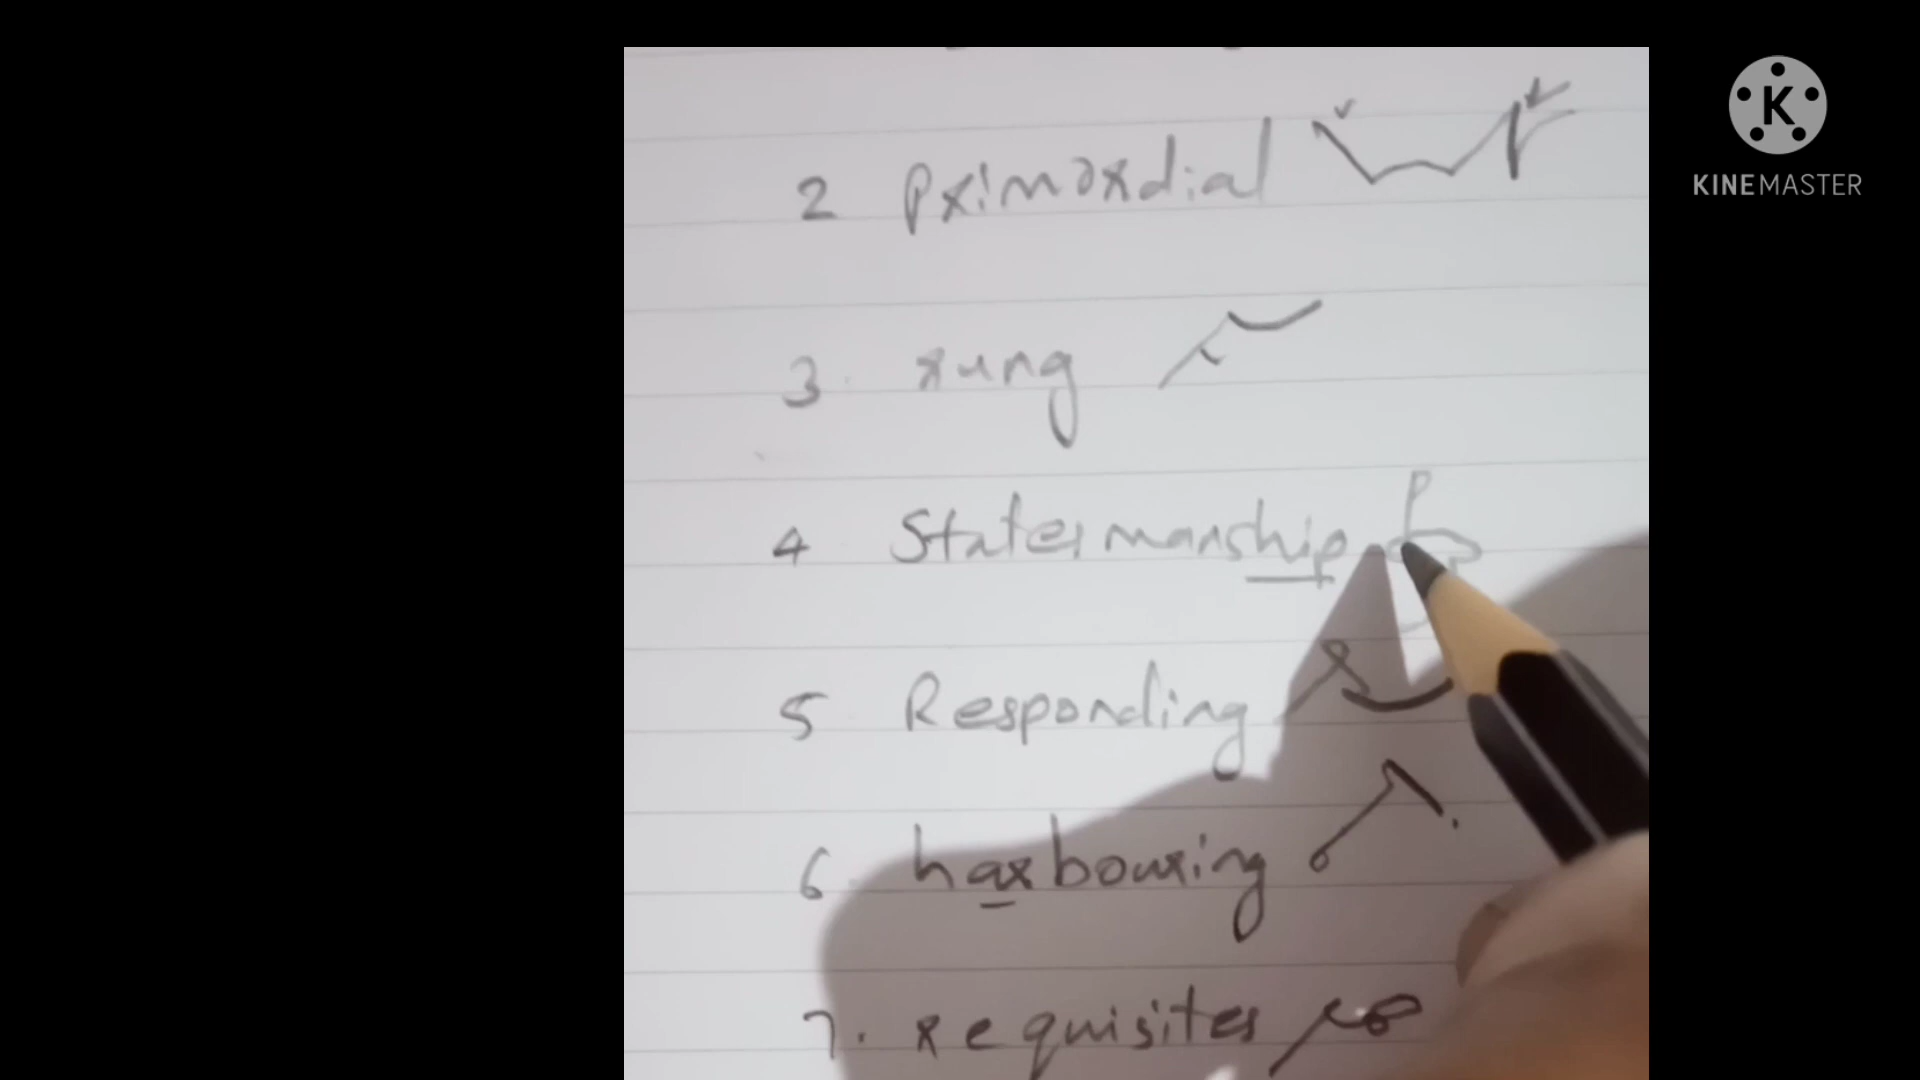 2 Primordial
3. rung
4 Statesmanship
5 Responding
6 harbouring
7. requisites
K
KINEMASTER